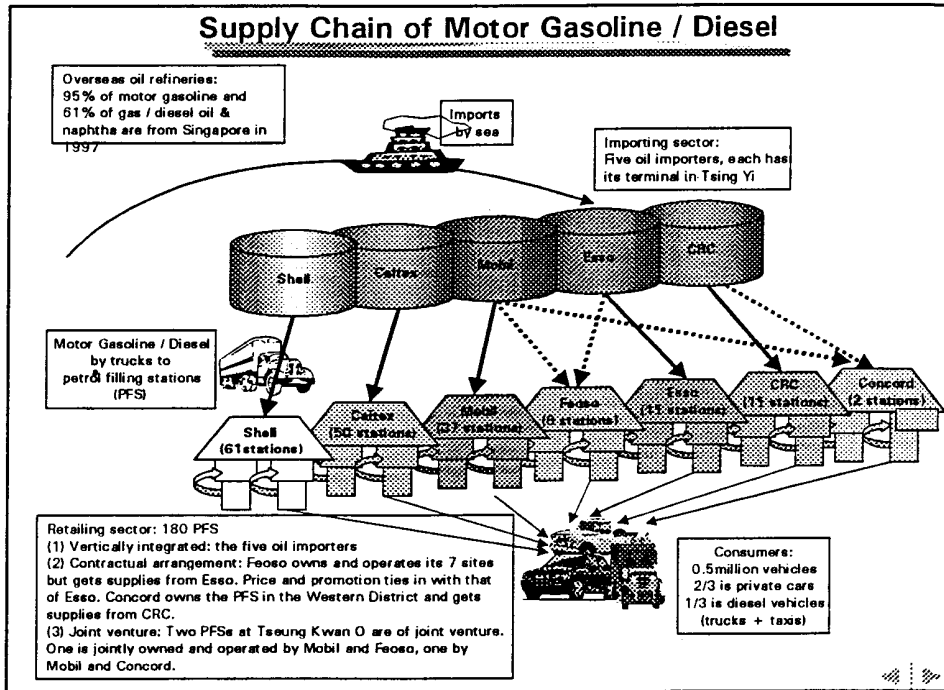 Supply Chain of Motor Gasoline / Diesel
Overseas oil refineries:
95% of motor gasoline and
61% of gas / diesel oil &
naphtha are from Singapore in
1997
Imports
by sea
Importing sector:
Five oil importers, each has
its terminal in Tsing Yi
Shell
Caltex
Mobil
Esso
CRC
Motor Gasoline / Diesel
by trucks to
&
petrol filling stations
(PFS)
Shell
(61stations)
Caltex
(50 stations)
Mobil
(37 stations)
Feoso
(8 stations)
Esso
(11 stations)
CRC
(11 stations)
Concord
(2 stations)
Retailing sector: 180 PFS
(1) Vertically integrated: the five oil importers
(2) Contractual arrangement: Feoso owns and operates its 7 sites
but gets supplies from Esso. Price and promotion ties in with that
of Esso. Concord owns the PFS in the Western District and gets
supplies from CRC.
(3) Joint venture: Two PFSs at Tseung Kwan O are of joint venture.
One is jointly owned and operated by Mobil and Feoso, one by
Mobil and Concord.
Consumers:
0.5million vehicles
2/3 is private cars
1/3 is diesel vehicles
(trucks + taxis)